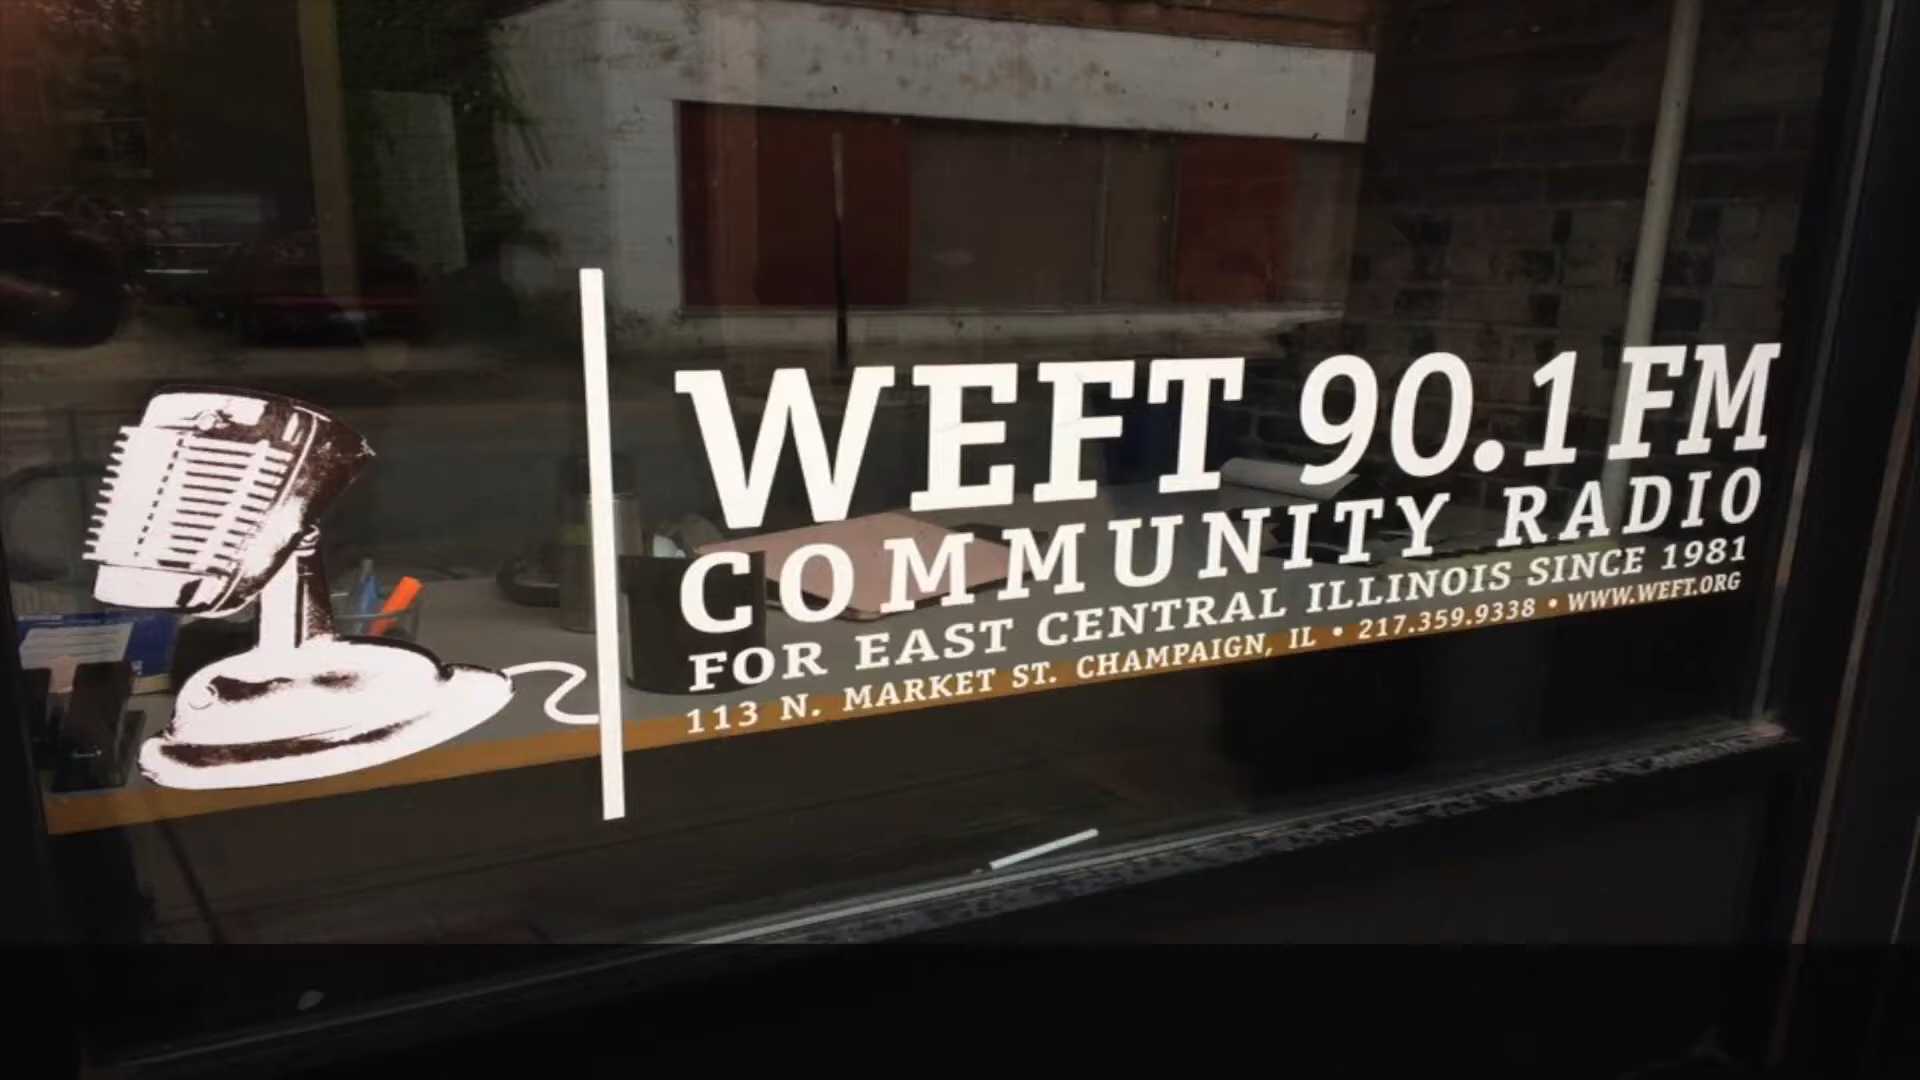 WEFT 90.1 FM
COMMUNITY RADIO
FOR EAST CENTRAL ILLINOIS SINCE 1981
113 N. MARKET ST. CHAMPAIGN, IL • 217.359.9338 • WWW.WEFT.ORG